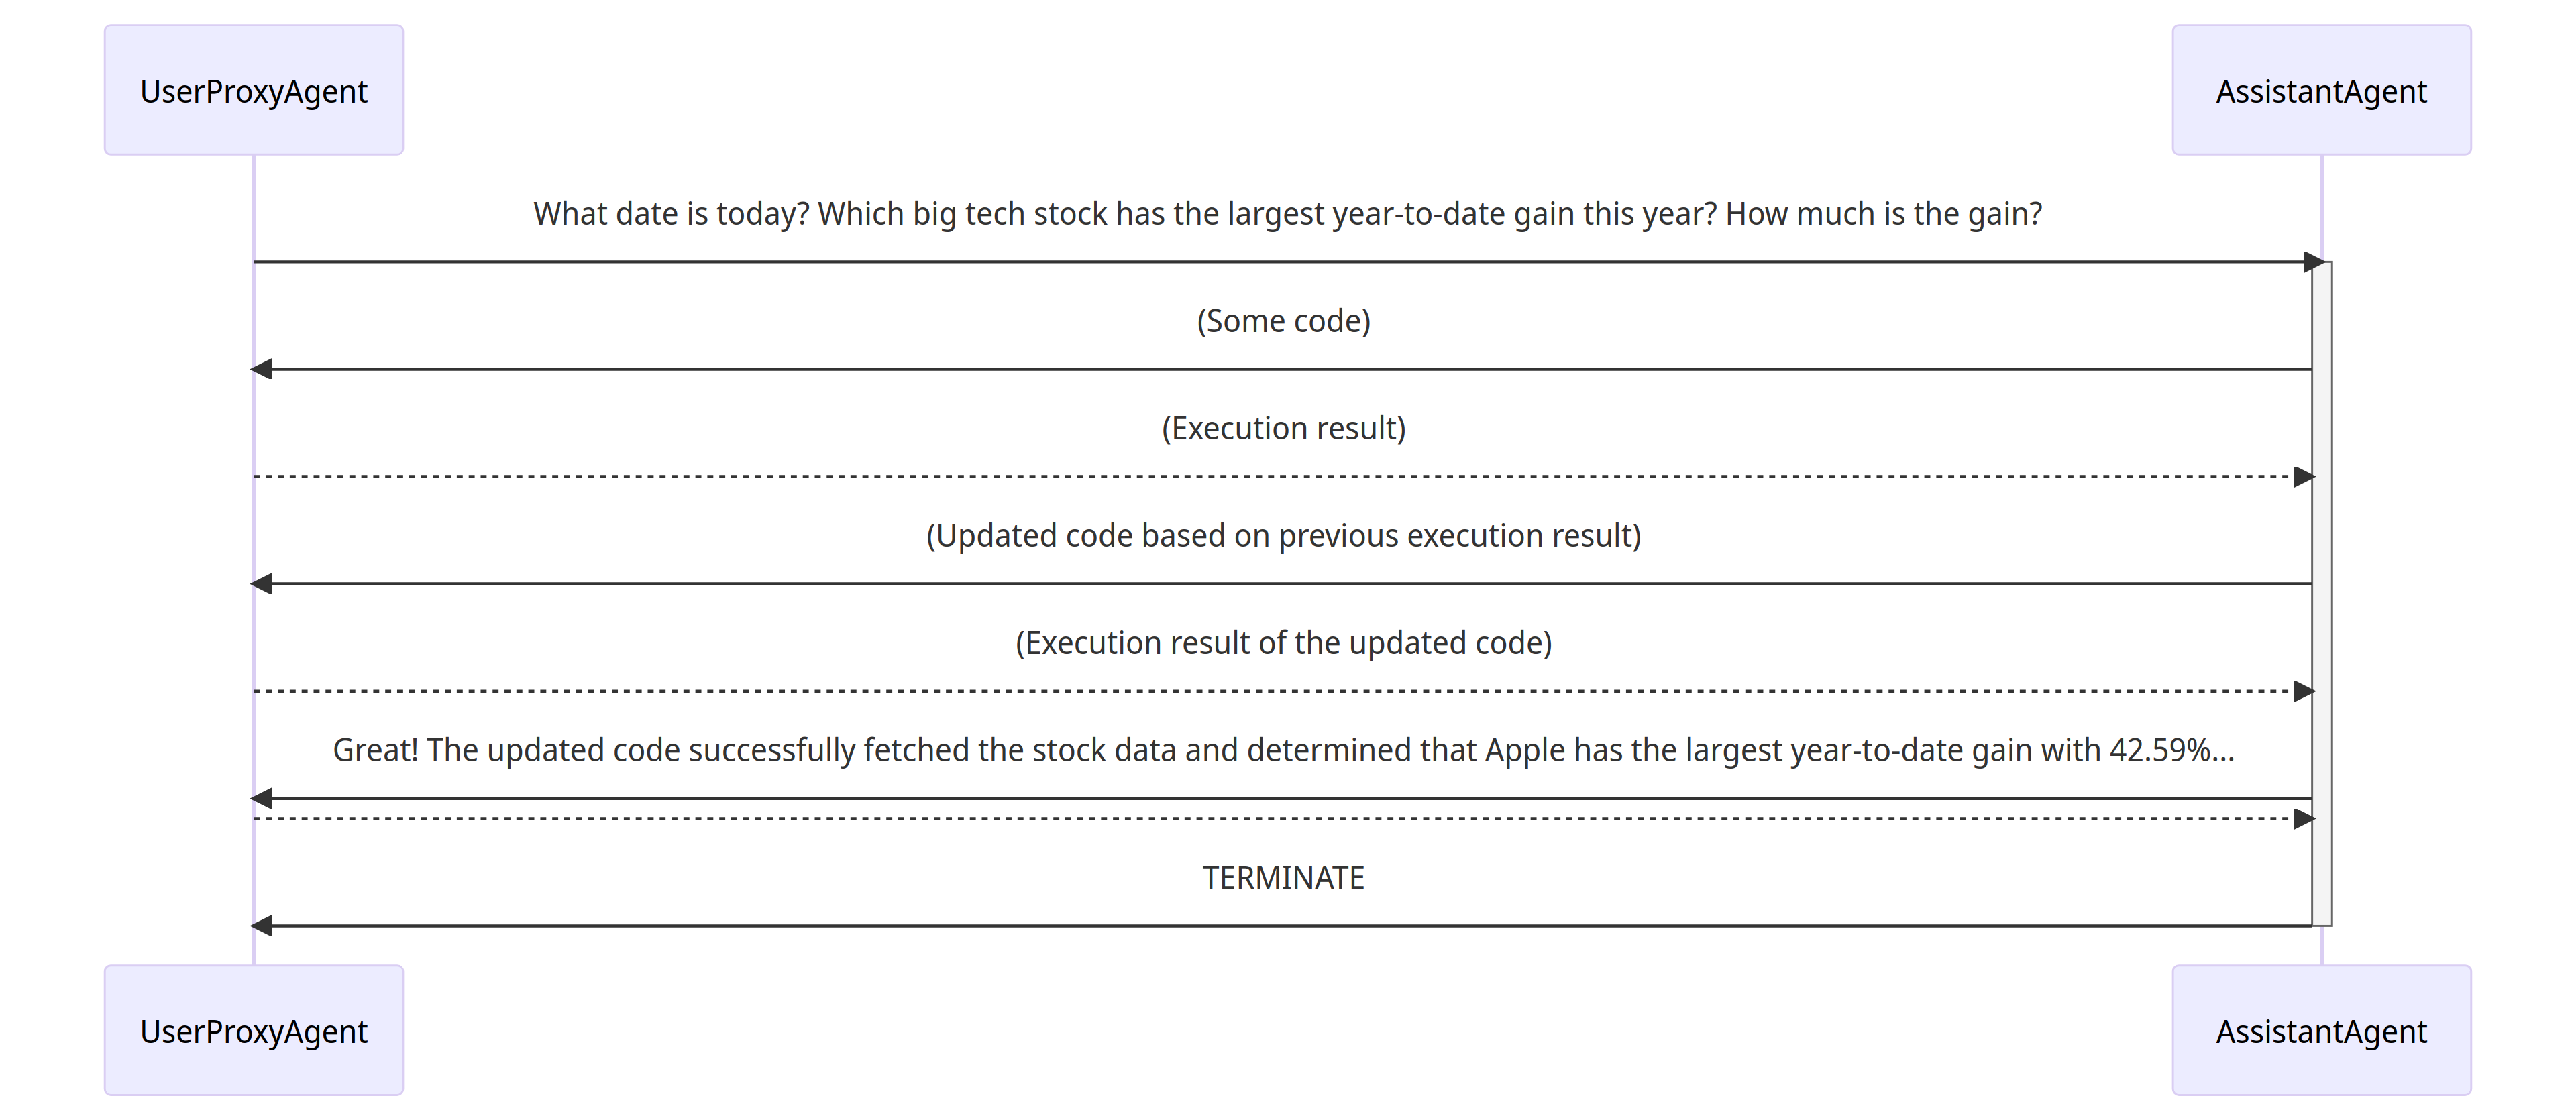 UserProxyAgent
AssistantAgent
What date is today? Which big tech stock has the largest year-to-date gain this year? How much is the gain?
(Some code)
(Execution result)
(Updated code based on previous execution result)
(Execution result of the updated code)
Great! The updated code successfully fetched the stock data and determined that Apple has the largest year-to-date gain with 42.59%...
TERMINATE
UserProxyAgent
AssistantAgent